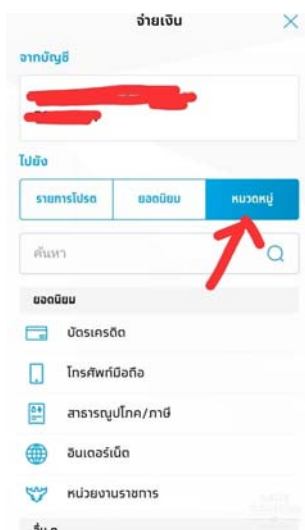 จ่ายเงิน
จากบัญชี
ไปยัง
รายการโปรด
ยอดนิยม
หมวดหมู่
ค้นหา
ยอดนิยม
บัตรเครดิต
โทรศัพท์มือถือ
สาธารณูปโภค/ภาษี
อินเตอร์เน็ต
หน่วยงานราชการ
อื่น ๆ